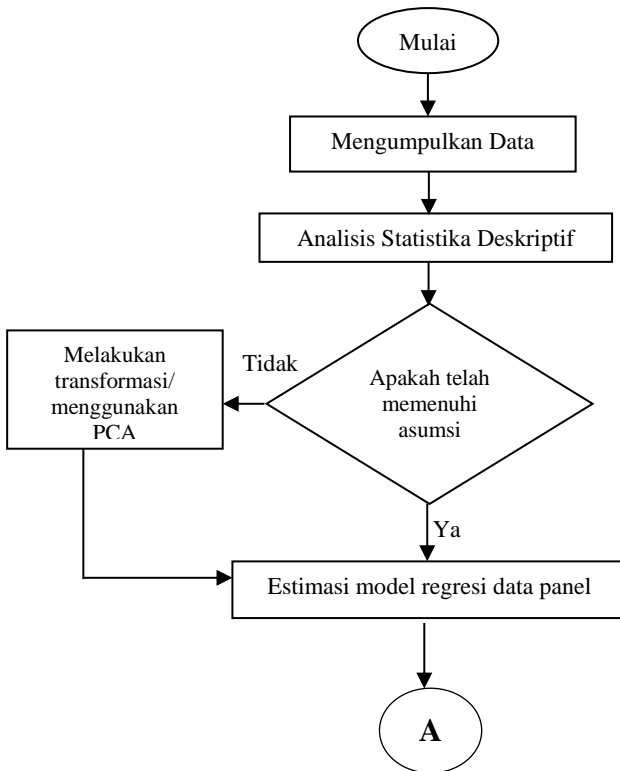 Mulai
Mengumpulkan Data
Analisis Statistika Deskriptif
Apakah telah
memenuhi
asumsi
Tidak
Melakukan
transformasi/
menggunakan
PCA
Ya
Estimasi model regresi data panel
A